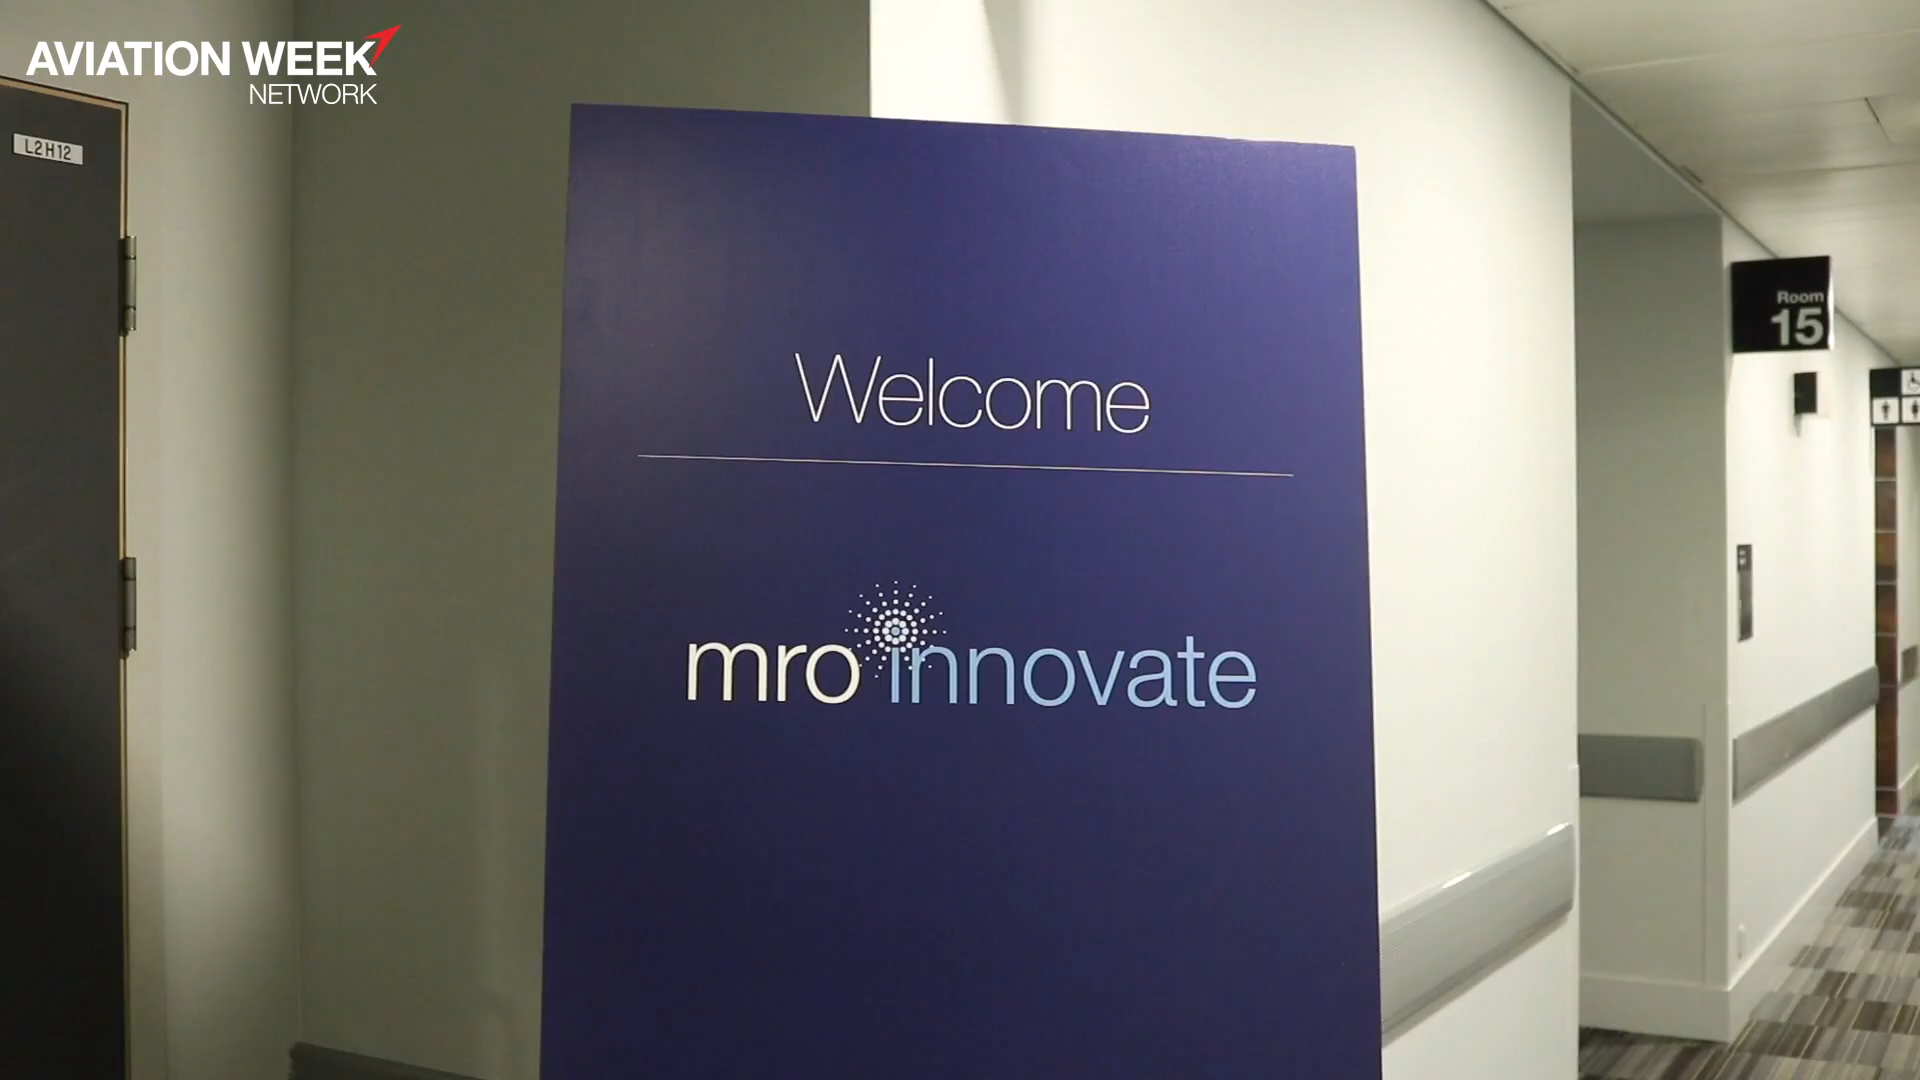 AVIATION WEEK
NETWORK
L2H12
Welcome
mro innovate
Room
15